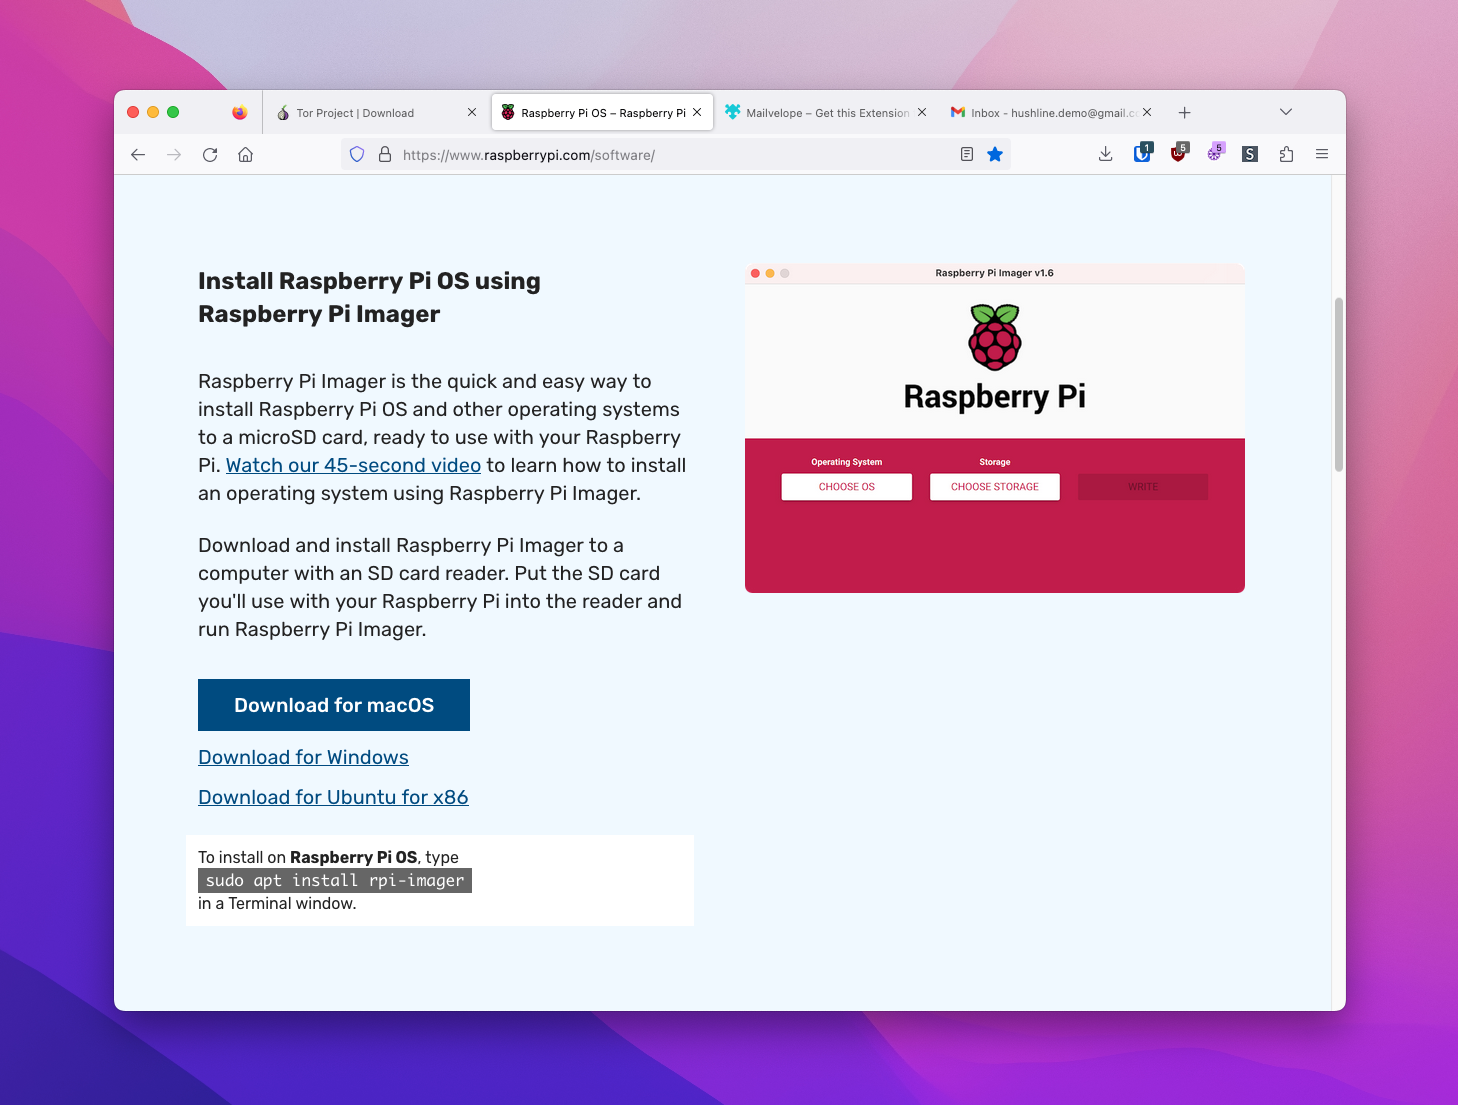 Tor Project | Download
Raspberry Pi OS – Raspberry Pi
Mailvelope – Get this Extension
Inbox - hushline.demo@gmail.co
https://www.raspberrypi.com/software/
1
5
5
S
Install Raspberry Pi OS using
Raspberry Pi Imager
Raspberry Pi Imager is the quick and easy way to
install Raspberry Pi OS and other operating systems
to a microSD card, ready to use with your Raspberry
Pi. Watch our 45-second video to learn how to install
an operating system using Raspberry Pi Imager.
Download and install Raspberry Pi Imager to a
computer with an SD card reader. Put the SD card
you'll use with your Raspberry Pi into the reader and
run Raspberry Pi Imager.
Download for macOS
Download for Windows
Download for Ubuntu for x86
To install on Raspberry Pi OS, type
sudo apt install rpi-imager
in a Terminal window.
Raspberry Pi Imager v1.6
Raspberry Pi
Operating System
Storage
CHOOSE OS
CHOOSE STORAGE
WRITE